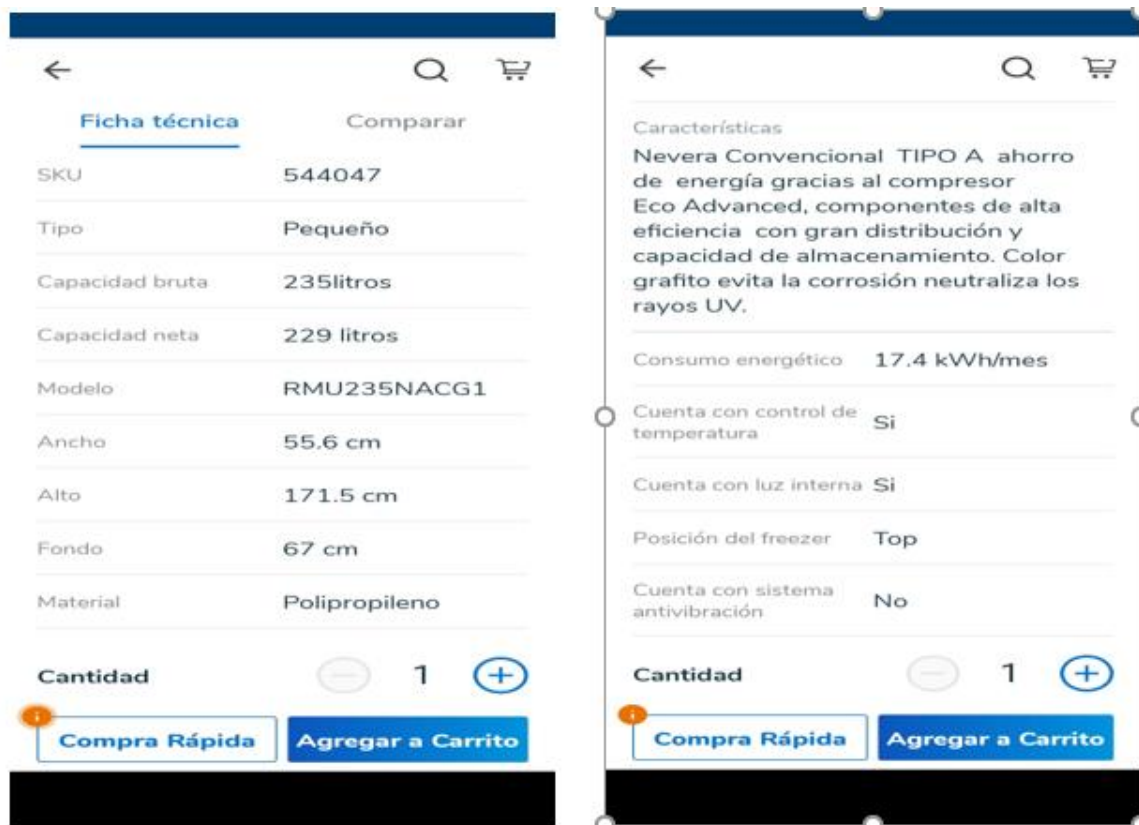 Ficha técnica Comparar
SKU 544047
Tipo Pequeño
Capacidad bruta 235litros
Capacidad neta 229 litros
Modelo RMU235NACG1
Ancho 55.6 cm
Alto 171.5 cm
Fondo 67 cm
Material Polipropileno
Cantidad 1
Compra Rápida Agregar a Carrito
Características
Nevera Convencional TIPO A ahorro
de energía gracias al compresor
Eco Advanced, componentes de alta
eficiencia con gran distribución y
capacidad de almacenamiento. Color
grafito evita la corrosión neutraliza los
rayos UV.
Consumo energético 17.4 kWh/mes
Cuenta con control de
temperatura Si
Cuenta con luz interna Si
Posición del freezer Top
Cuenta con sistema
antivibración No
Cantidad 1
Compra Rápida Agregar a Carrito